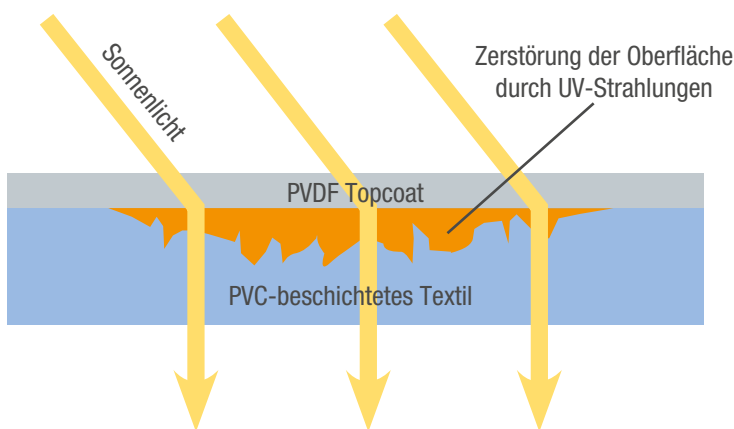 Sonnenlicht
Zerstörung der Oberfläche
durch UV-Strahlungen
PVDF Topcoat
PVC-beschichtetes Textil